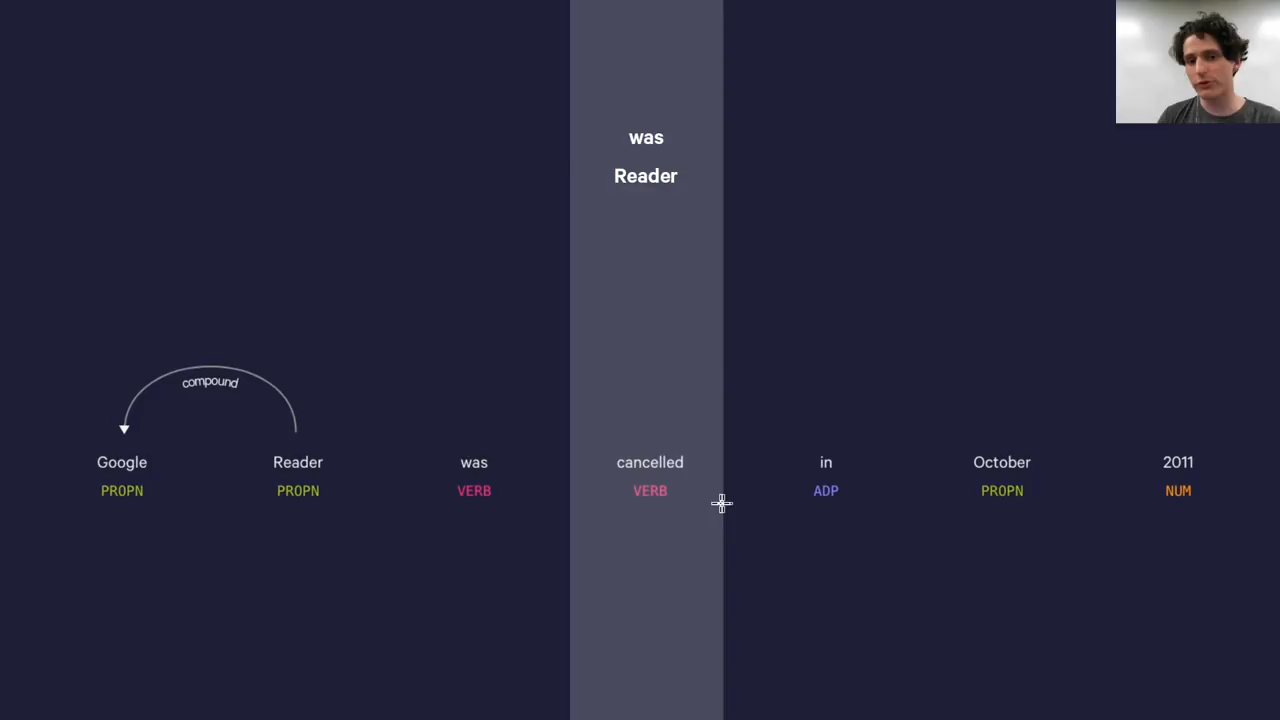 was
Reader
compound
Google Reader was cancelled in October 2011
PROPN PROPN VERB VERB ADP PROPN NUM